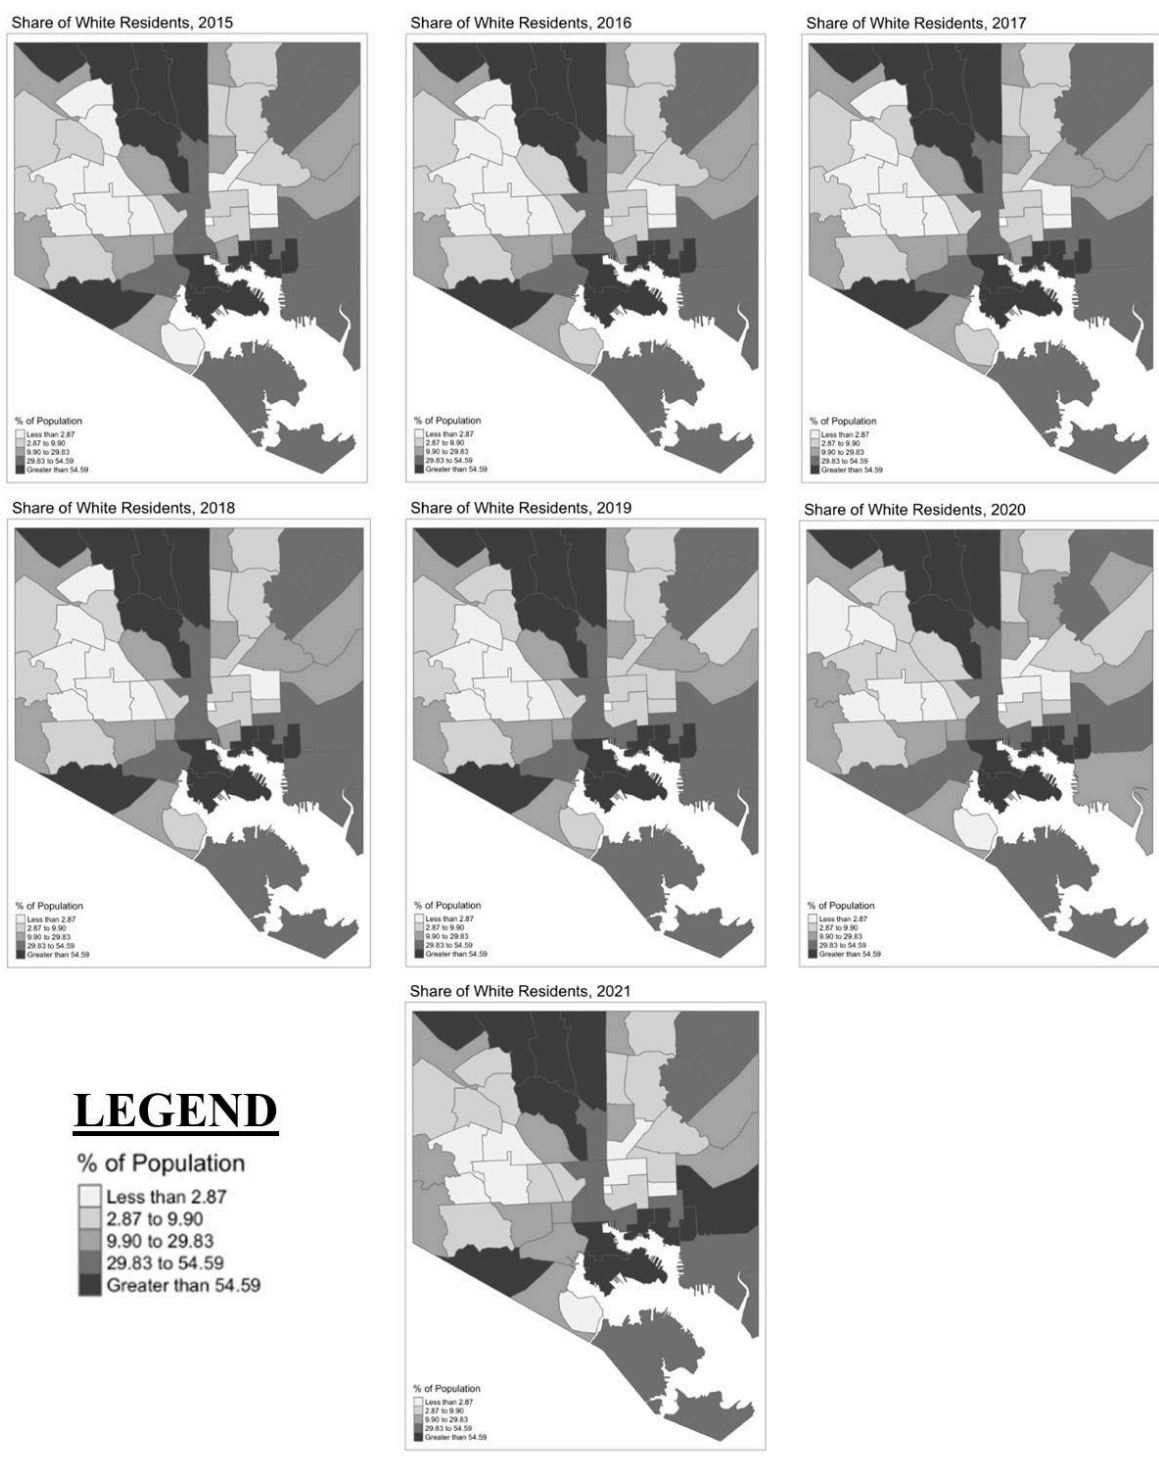 Share of White Residents, 2015
% of Population
Less than 2.87
2.87 to 9.90
9.90 to 29.83
29.83 to 54.59
Greater than 54.59
Share of White Residents, 2016
% of Population
Less than 2.87
2.87 to 9.90
9.90 to 29.83
29.83 to 54.59
Greater than 54.59
Share of White Residents, 2017
% of Population
Less than 2.87
2.87 to 9.90
9.90 to 29.83
29.83 to 54.59
Greater than 54.59
Share of White Residents, 2018
% of Population
Less than 2.87
2.87 to 9.90
9.90 to 29.83
29.83 to 54.59
Greater than 54.59
Share of White Residents, 2019
% of Population
Less than 2.87
2.87 to 9.90
9.90 to 29.83
29.83 to 54.59
Greater than 54.59
Share of White Residents, 2020
% of Population
Less than 2.87
2.87 to 9.90
9.90 to 29.83
29.83 to 54.59
Greater than 54.59
LEGEND
% of Population
Less than 2.87
2.87 to 9.90
9.90 to 29.83
29.83 to 54.59
Greater than 54.59
Share of White Residents, 2021
% of Population
Less than 2.87
2.87 to 9.90
9.90 to 29.83
29.83 to 54.59
Greater than 54.59